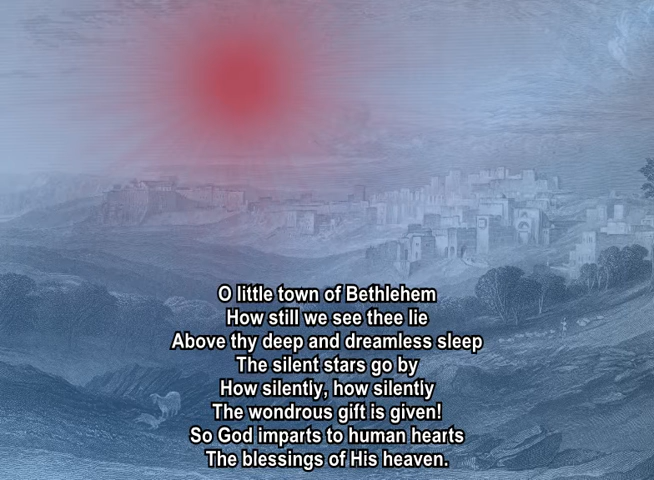 O little town of Bethlehem
How still we see thee lie
Above thy deep and dreamless sleep
The silent stars go by
How silently, how silently
The wondrous gift is given!
So God imparts to human hearts
The blessings of His heaven.